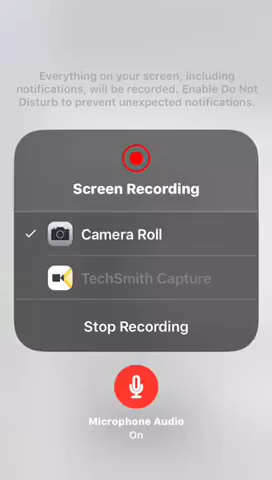 Everything on your screen, including
notifications, will be recorded. Enable Do Not
Disturb to prevent unexpected notifications.
Screen Recording
Camera Roll
TechSmith Capture
Stop Recording
Microphone Audio
On